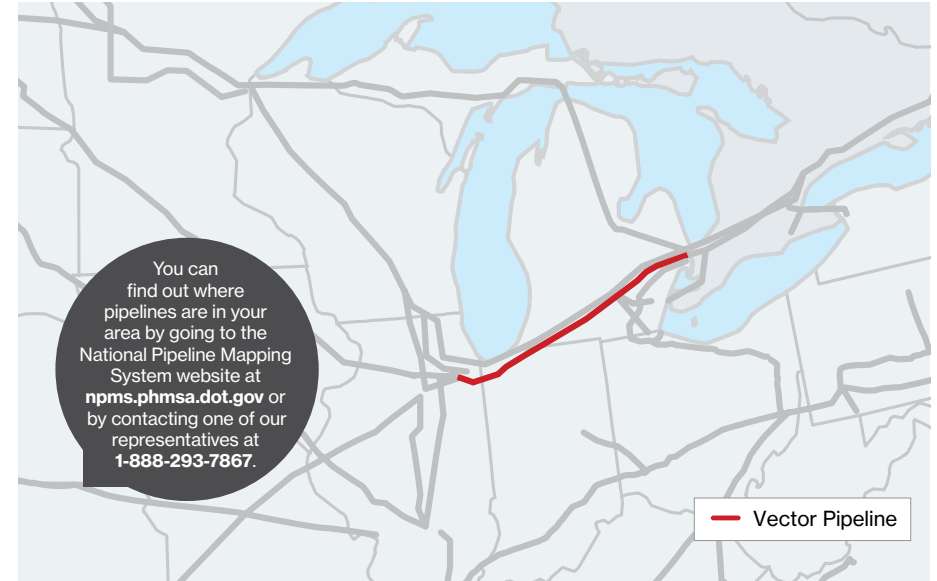 You can
find out where
pipelines are in your
area by going to the
National Pipeline Mapping
System website at
npms.phmsa.dot.gov or
by contacting one of our
representatives at
1-888-293-7867.
Vector Pipeline